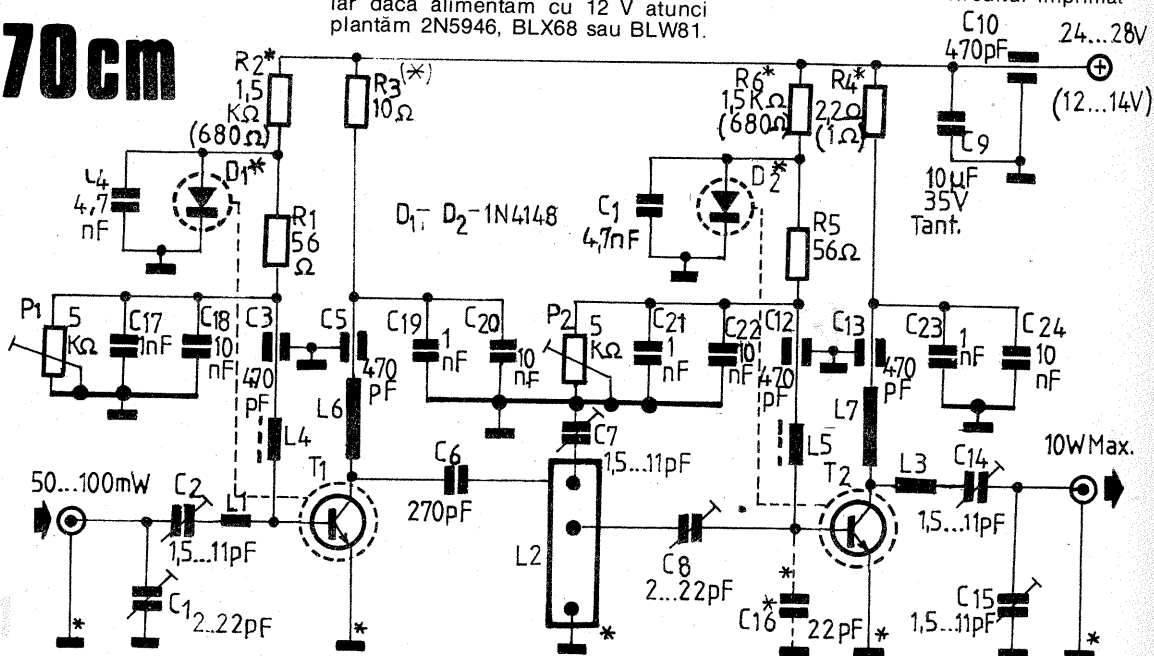 iar dacă alimentăm cu 12 V atunci
plantăm 2N5946, BLX68 sau BLW81.
70cm
C10
470pF
24...28V
(12...14V)
R2*
1,5
KΩ
(680Ω)
R3(*)
10Ω
R6*
1,5KΩ
(680Ω)
R4*
2,2Ω
(1Ω)
C9
10µF
35V
Tant.
L4
4,7
nF
D1*
R1
56
Ω
D1- D2-1N4148
C1
4,7nF
D2*
R5
56Ω
P1
5
KΩ
C17
1nF
C18
10
nF
C3
470
pF
C5
470
pF
C19
1
nF
C20
10
nF
P2
5
KΩ
C21
1
nF
C22
10
nF
C12
470
pF
C13
470
pF
C23
1
nF
C24
10
nF
L4
L6
C7
1,5...11pF
L5
L7
50...100mW
C2
1,5...11pF
L1
T1
C6
270pF
L2
C8
2...22pF
T2
L3
C14
1,5...11pF
10W Max.
C1
2...22pF
*
*
*
*
C16
*
22pF
*
C15
1,5...11pF
*